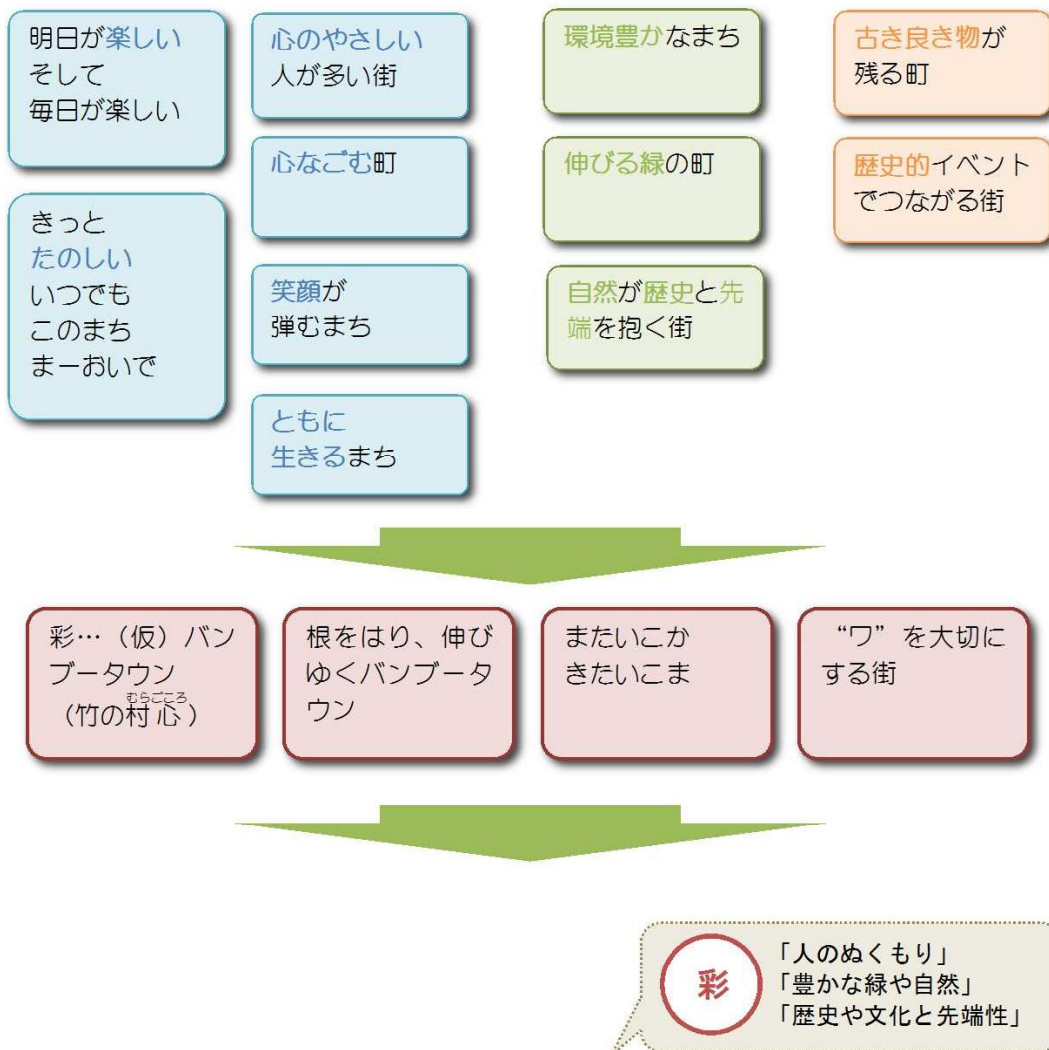 明日が楽しい
そして
毎日が楽しい
きっと
たのしい
いつでも
このまち
まーおいで
心のやさしい
人が多い街
心なごむ町
笑顔が
弾むまち
ともに
生きるまち
環境豊かなまち
伸びる緑の町
自然が歴史と先
端を抱く街
古き良き物が
残る町
歴史的イベント
でつながる街
彩…（仮）バン
ブータウン
（竹の村心）
むらごころ
根をはり、伸び
ゆくバンブータ
ウン
またいこか
きたいこま
“ワ”を大切に
する街
彩
「人のぬくもり」
「豊かな緑や自然」
「歴史や文化と先端性」